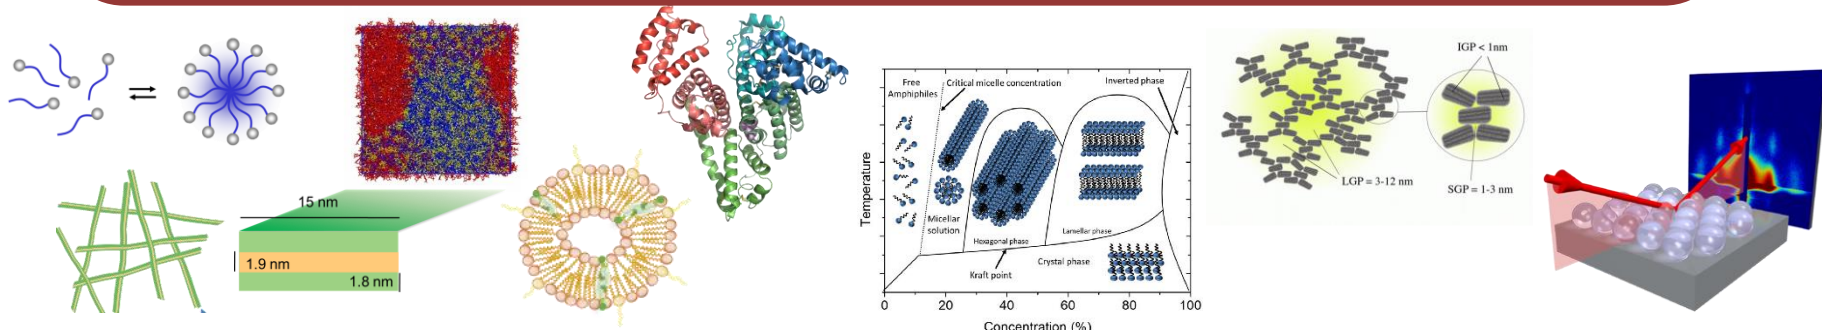 15 nm
1.9 nm
1.8 nm
Temperature
Free
Amphiphiles
Critical micelle concentration
Inverted phase
Micellar
solution
Hexagonal phase
Lamellar phase
Kraft point
Crystal phase
0
20
40
60
80
100
Concentration (%)
IGP < 1nm
LGP = 3-12 nm
SGP = 1-3 nm